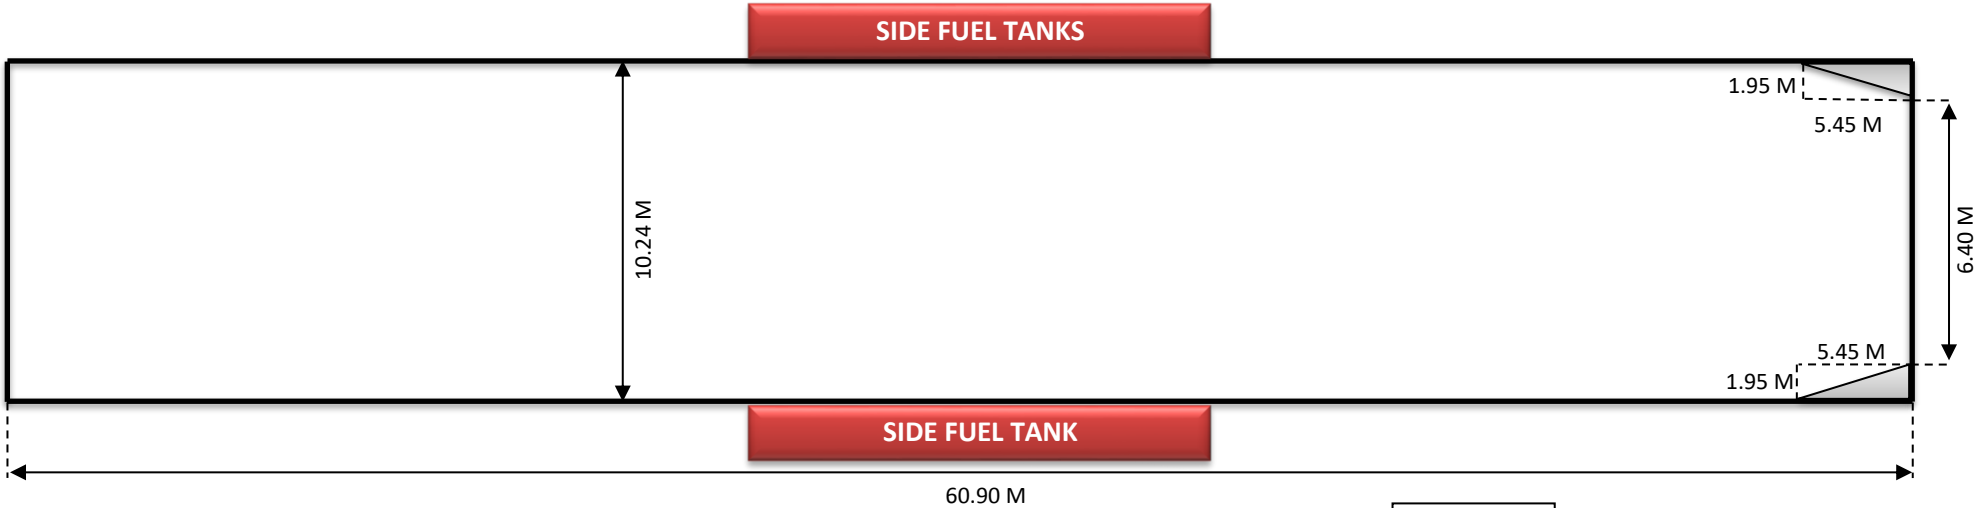 SIDE FUEL TANKS
1.95 M
5.45 M
10.24 M
6.40 M
5.45 M
1.95 M
SIDE FUEL TANK
60.90 M